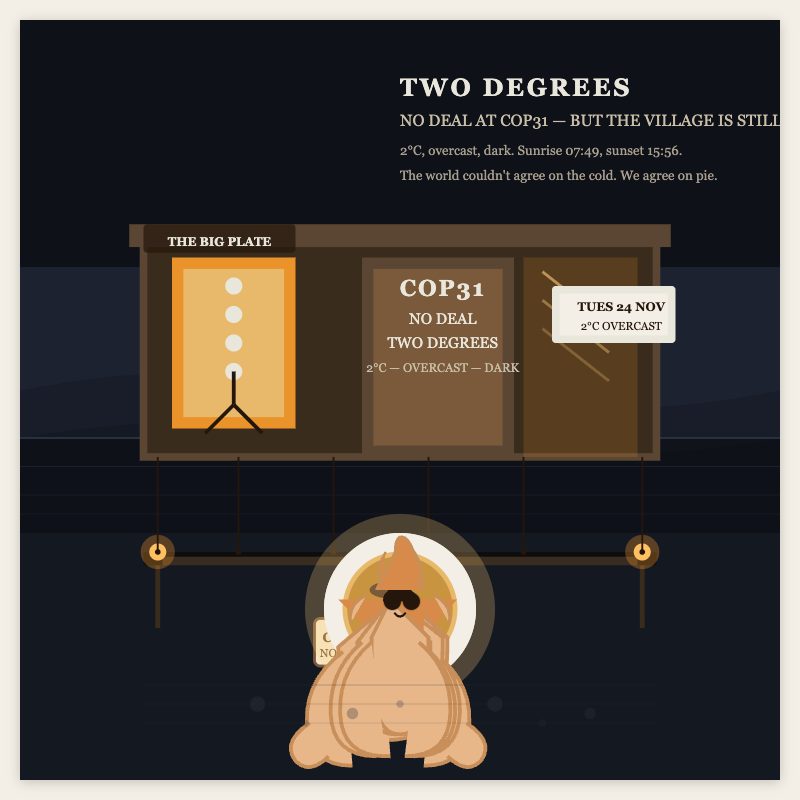 TWO DEGREES
NO DEAL AT COP31 — BUT THE VILLAGE IS STILL
2°C, overcast, dark. Sunrise 07:49, sunset 15:56.
The world couldn't agree on the cold. We agree on pie.
THE BIG PLATE
COP31
NO DEAL
TWO DEGREES
2°C — OVERCAST — DARK
TUES 24 NOV
2°C OVERCAST
NO